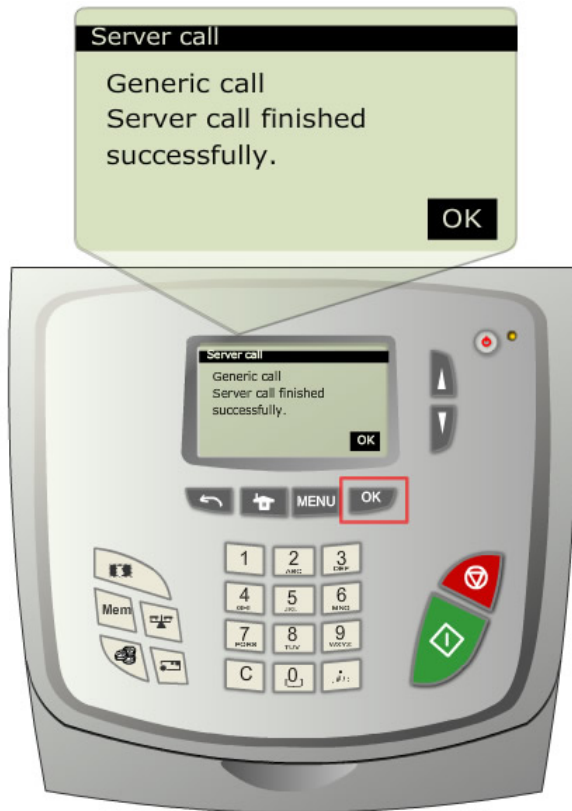 Server call
Generic call
Server call finished
successfully.
OK
Server call
Generic call
Server call finished
successfully.
OK
MENU OK
1 2 3
ABC DEF
4 5 6
GHI JKL MNO
Mem
7 8 9
PQRS TUV WXYZ
C 0